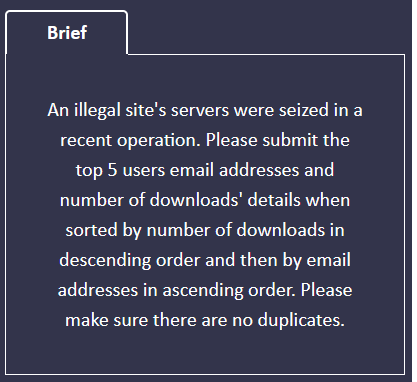 Brief
An illegal site's servers were seized in a
recent operation. Please submit the
top 5 users email addresses and
number of downloads' details when
sorted by number of downloads in
descending order and then by email
addresses in ascending order. Please
make sure there are no duplicates.